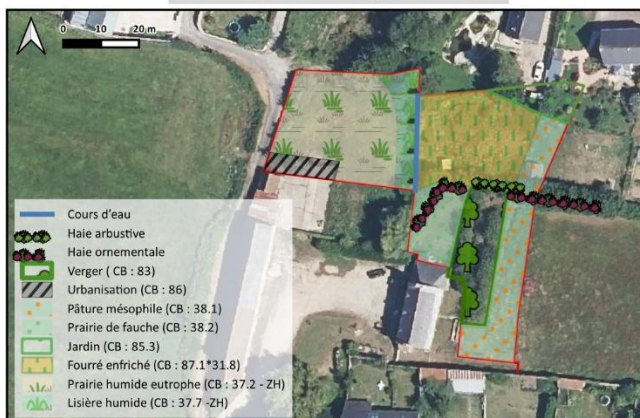 0 10 20 m
Cours d'eau
Haie arbustive
Haie ornementale
Verger ( CB : 83)
Urbanisation (CB : 86)
Pâture mésophile (CB : 38.1)
Prairie de fauche (CB : 38.2)
Jardin (CB : 85.3)
Fourré enfriché (CB : 87.1*31.8)
Prairie humide eutrophe (CB : 37.2 - ZH)
Lisière humide (CB : 37.7 -ZH)